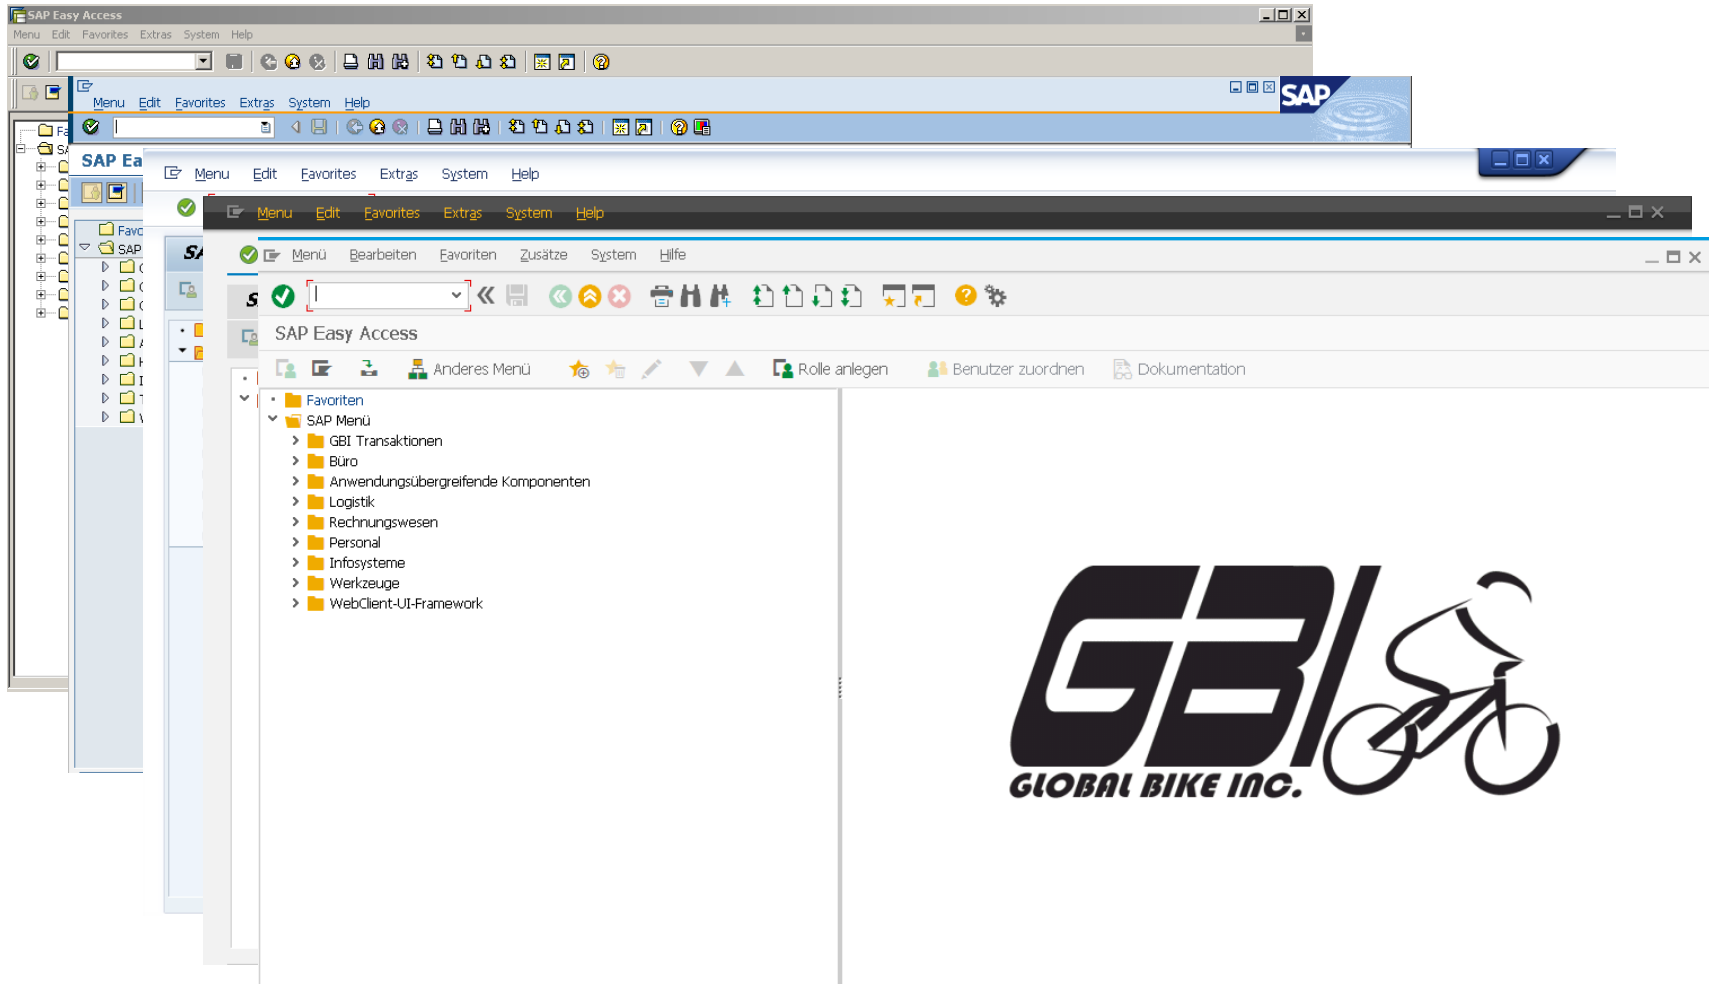 SAP Easy Access
Menu Edit Favorites Extras System Help
Menu Edit Favorites Extras System Help
SAP
SAP Ea
Menu Edit Favorites Extras System Help
Menu Edit Favorites Extras System Help
Menü Bearbeiten Favoriten Zusätze System Hilfe
SAP Easy Access
Anderes Menü Rolle anlegen Benutzer zuordnen Dokumentation
Favoriten
SAP Menü
GBI Transaktionen
Büro
Anwendungsübergreifende Komponenten
Logistik
Rechnungswesen
Personal
Infosysteme
Werkzeuge
WebClient-UI-Framework
Favo
SAP
GBI
GLOBAL BIKE INC.